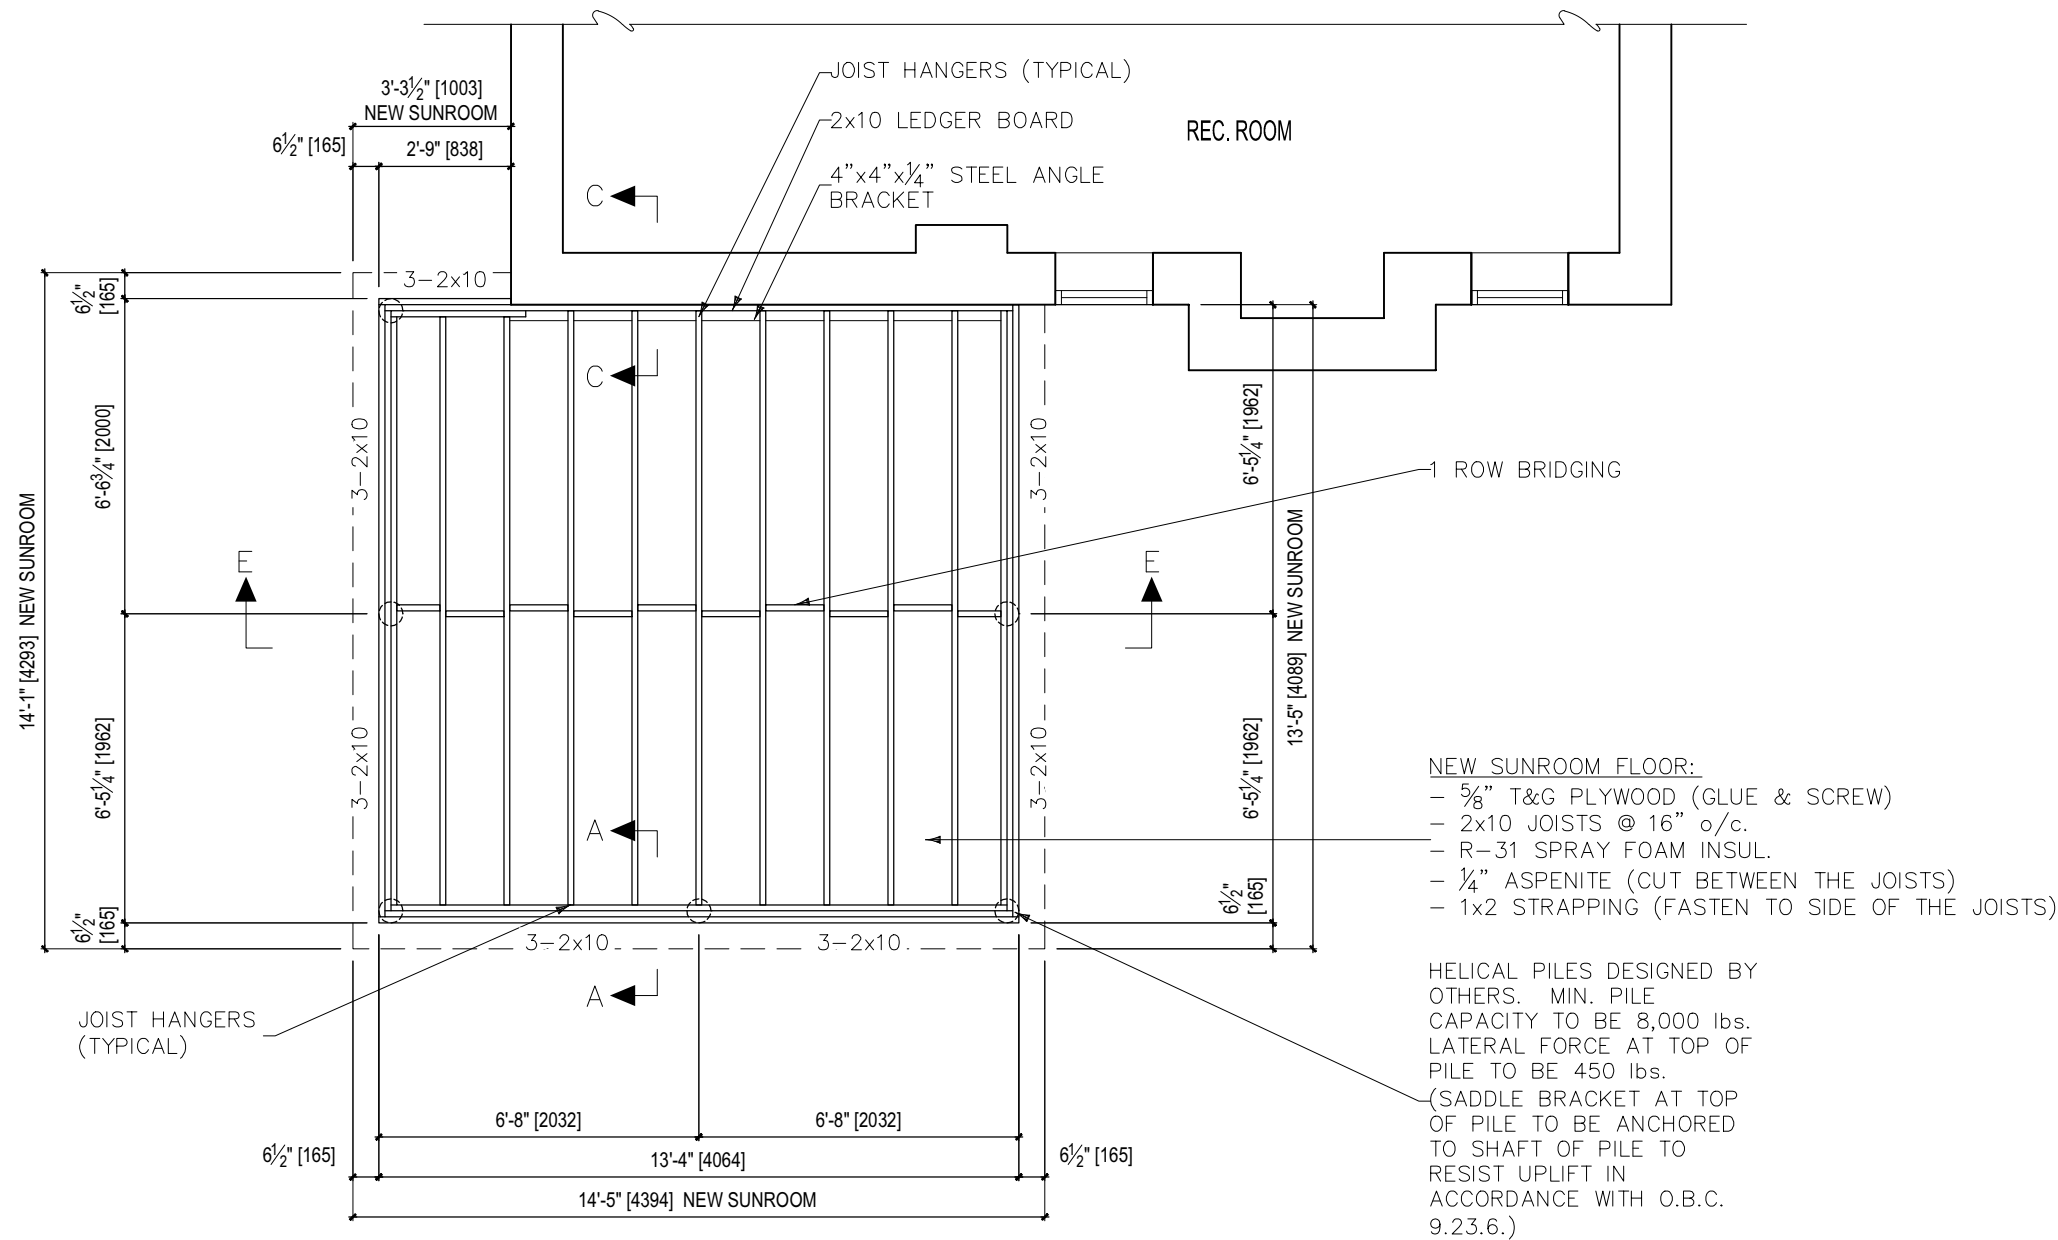 JOIST HANGERS (TYPICAL)
2x10 LEDGER BOARD
4”x4”x¼” STEEL ANGLE
BRACKET
REC. ROOM
3'-3½" [1003]
NEW SUNROOM
6½" [165]
2'-9" [838]
C
C
3-2x10
6½"
[165]
6'-6¾" [2000]
14'-1" [4293] NEW SUNROOM
6'-5¼" [1962]
6½"
[165]
3-2x10
3-2x10
3-2x10
3-2x10
6'-5¼" [1962]
13'-5" [4089] NEW SUNROOM
6'-5¼" [1962]
6½"
[165]
1 ROW BRIDGING
E
E
A
A
3-2x10
3-2x10
JOIST HANGERS
(TYPICAL)
NEW SUNROOM FLOOR:
- ⅝” T&G PLYWOOD (GLUE & SCREW)
- 2x10 JOISTS @ 16” o/c.
- R-31 SPRAY FOAM INSUL.
- ¼” ASPENITE (CUT BETWEEN THE JOISTS)
- 1x2 STRAPPING (FASTEN TO SIDE OF THE JOISTS)
HELICAL PILES DESIGNED BY
OTHERS. MIN. PILE
CAPACITY TO BE 8,000 lbs.
LATERAL FORCE AT TOP OF
PILE TO BE 450 lbs.
(SADDLE BRACKET AT TOP
OF PILE TO BE ANCHORED
TO SHAFT OF PILE TO
RESIST UPLIFT IN
ACCORDANCE WITH O.B.C.
9.23.6.)
6'-8" [2032]
6'-8" [2032]
6½" [165]
13'-4" [4064]
6½" [165]
14'-5" [4394] NEW SUNROOM